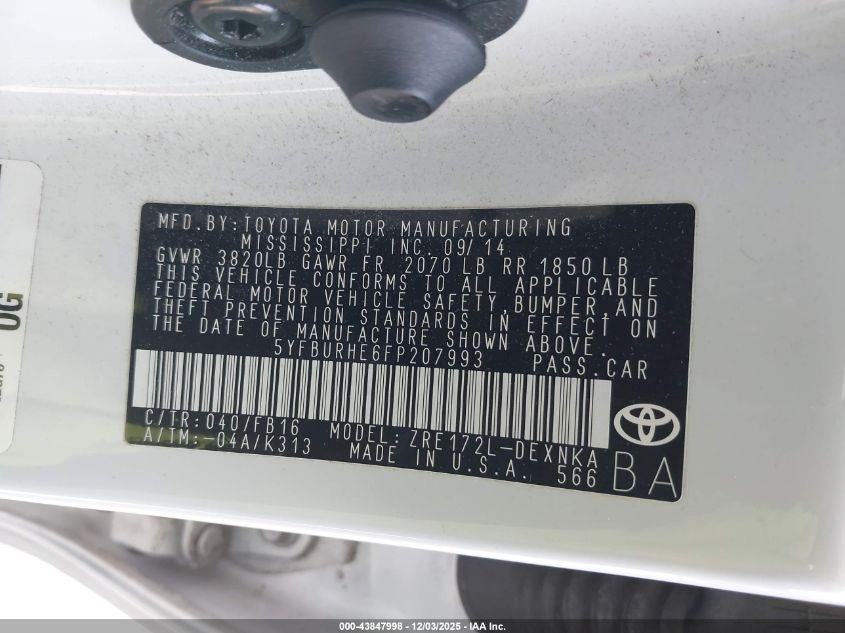 MFD. BY: TOYOTA MOTOR MANUFACTURING
MISSISSIPPI INC. 09/14
GVWR 3820LB GAWR FR 2070 LB RR 1850 LB
THIS VEHICLE CONFORMS TO ALL APPLICABLE
FEDERAL MOTOR VEHICLE SAFETY, BUMPER, AND
THEFT PREVENTION STANDARDS IN EFFECT ON
THE DATE OF MANUFACTURE SHOWN ABOVE.
5YFBURHE6FP207993 PASS. CAR
C/TR: 040/FB16 MODEL: ZRE172L-DEXNKA
A/TM: -04A/K313 MADE IN U.S.A. 566
BA
OG
000-43847998 - 12/03/2025 - IAA Inc.